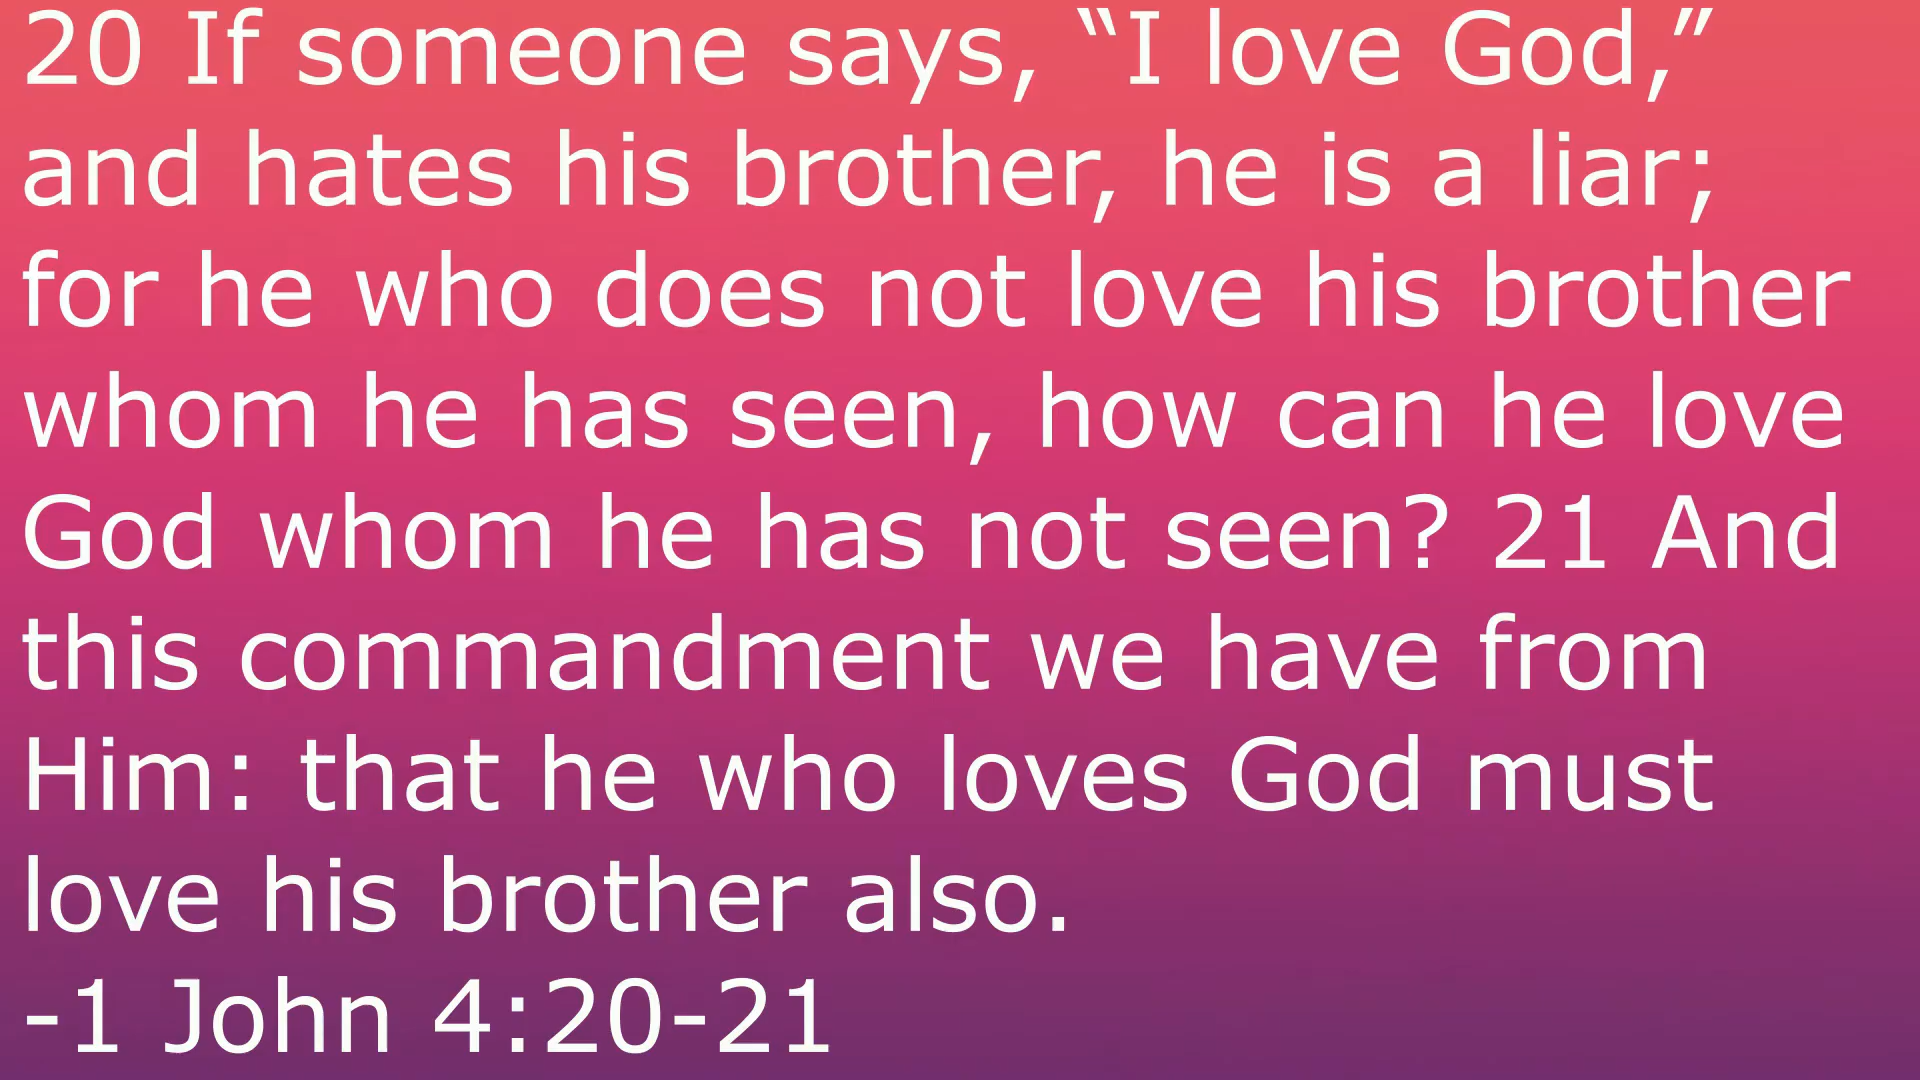 20 If someone says, “I love God,”
and hates his brother, he is a liar;
for he who does not love his brother
whom he has seen, how can he love
God whom he has not seen? 21 And
this commandment we have from
Him: that he who loves God must
love his brother also.
-1 John 4:20-21